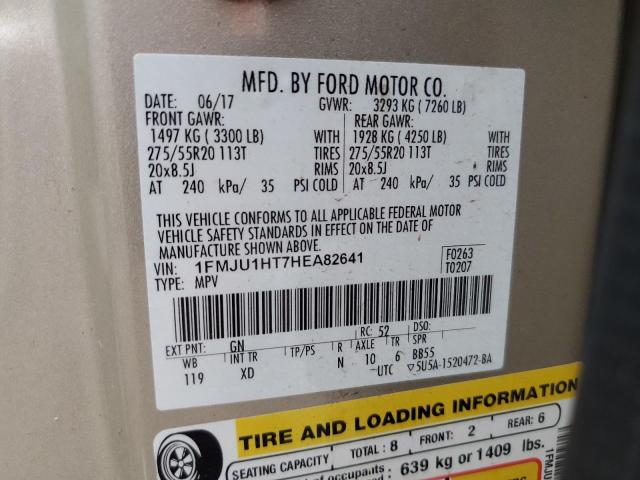 MFD. BY FORD MOTOR CO.
DATE: 06/17 GVWR: 3293 KG ( 7260 LB)
FRONT GAWR: REAR GAWR:
1497 KG ( 3300 LB) WITH 1928 KG ( 4250 LB) WITH
275/55R20 113T TIRES 275/55R20 113T TIRES
20x8.5J RIMS 20x8.5J RIMS
AT 240 kPa/ 35 PSI COLD AT 240 kPa/ 35 PSI COLD
THIS VEHICLE CONFORMS TO ALL APPLICABLE FEDERAL MOTOR
VEHICLE SAFETY STANDARDS IN EFFECT ON THE DATE OF
MANUFACTURE SHOWN ABOVE.
VIN: 1FMJU1HT7HEA82641 F0263
TYPE: MPV T0207
EXT PNT: GN RC: 52 DSO:
WB INT TR TP/PS R AXLE TR SPR
119 XD N 10 6 BB55
UTC ▽5U5A-1520472-BA
TIRE AND LOADING INFORMATION
SEATING CAPACITY TOTAL : 8 FRONT: 2 REAR: 6
of occupants 639 kg or 1409 lbs.
1FMJU